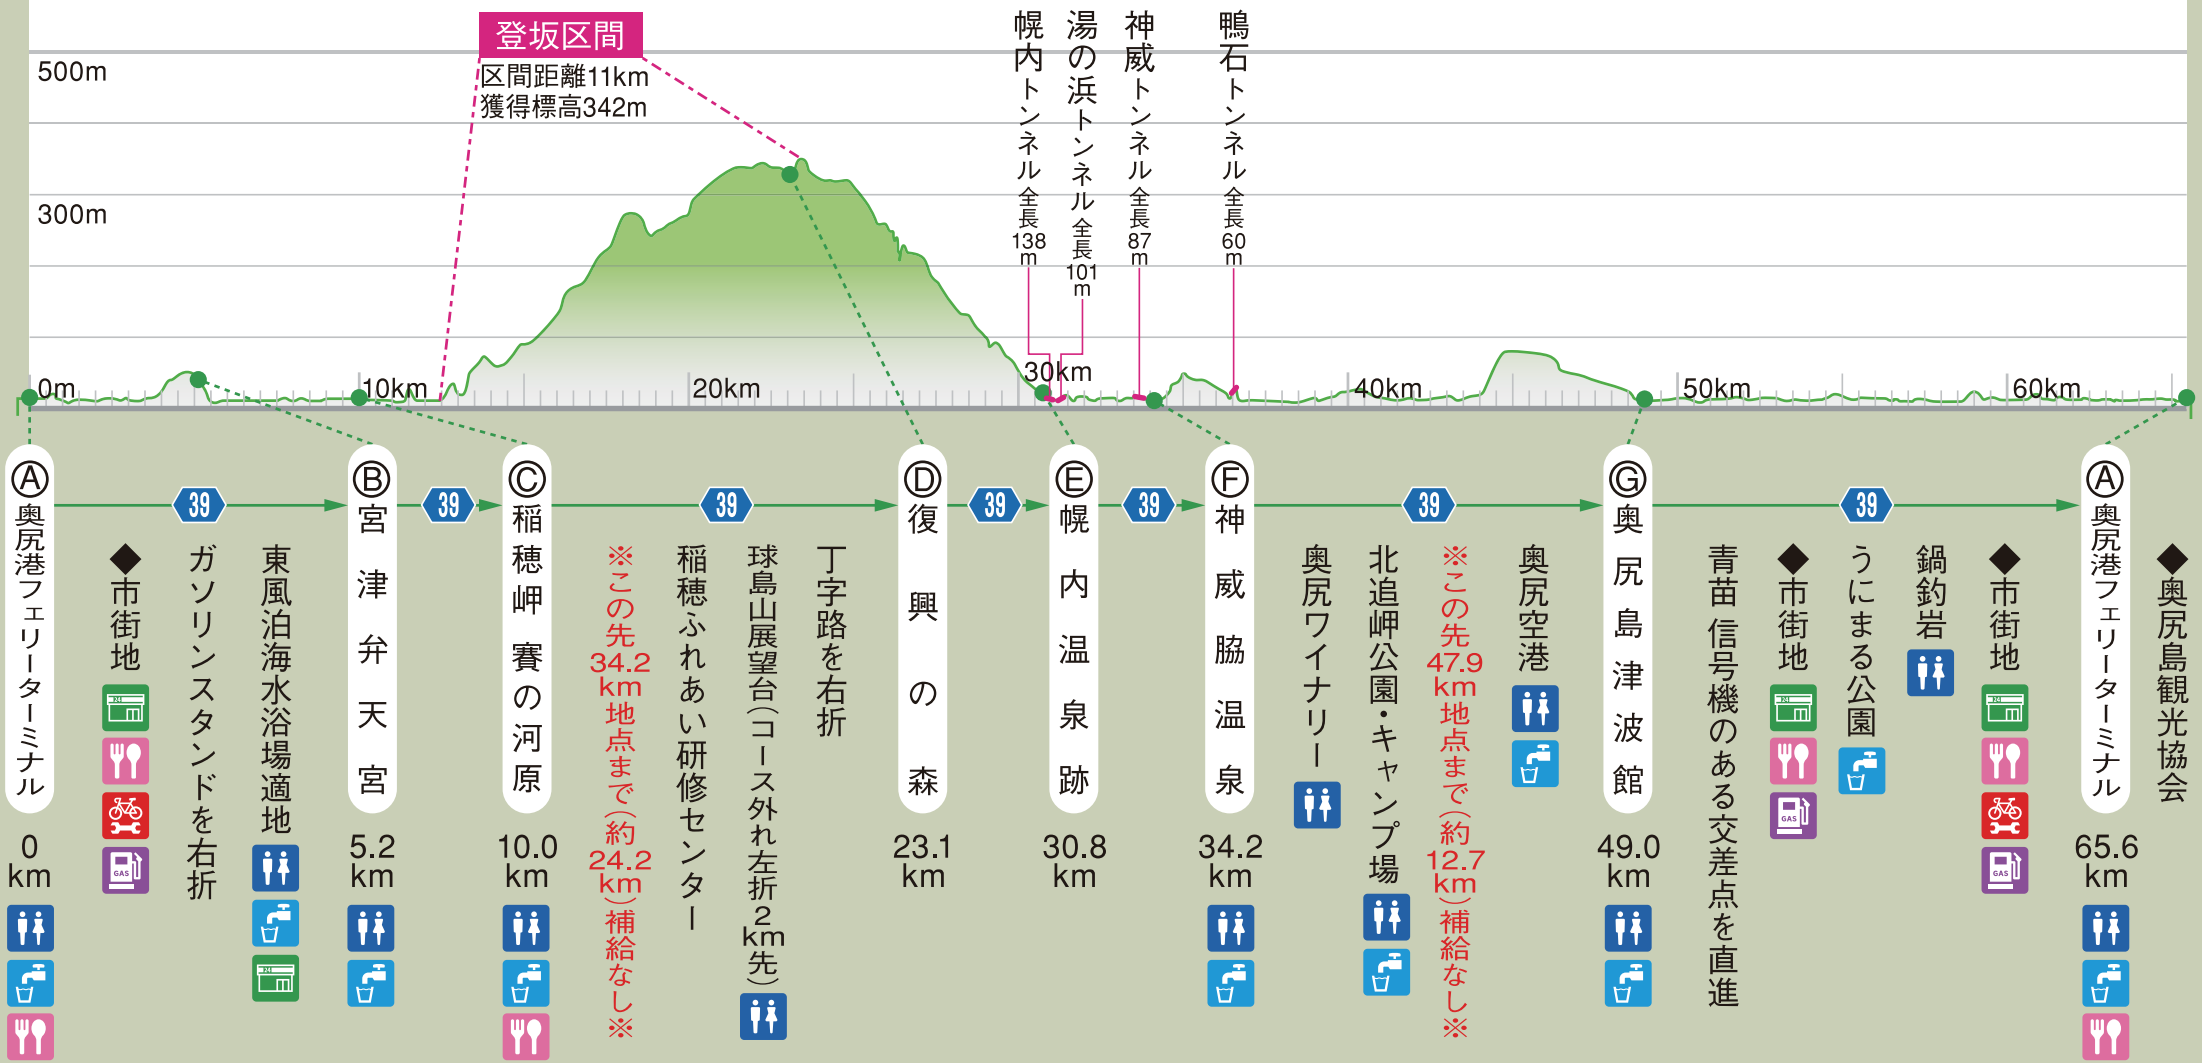 登坂区間
区間距離11km
獲得標高342m
幌内トンネル 全長138m
湯の浜トンネル 全長101m
神威トンネル 全長87m
鴨石トンネル 全長60m
500m
300m
0m
10km
20km
30km
40km
50km
60km
Ⓐ奥尻港フェリーターミナル
0km
39
◆市街地
GAS
ガソリンスタンドを右折
東風泊海水浴場適地
Ⓑ宮津弁天宮
5.2km
39
Ⓒ稲穂岬 賽の河原
10.0km
39
※この先34.2km地点まで(約24.2km)補給なし※
稲穂ふれあい研修センター
球島山展望台(コース外れ左折2km先)
丁字路を右折
Ⓓ復興の森
23.1km
39
Ⓔ幌内温泉跡
30.8km
39
Ⓕ神威脇温泉
34.2km
39
奥尻ワイナリー
北追岬公園・キャンプ場
※この先47.9km地点まで(約12.7km)補給なし※
奥尻空港
Ⓖ奥尻島津波館
49.0km
39
青苗 信号機のある交差点を直進
◆市街地
GAS
うにまる公園
鍋釣岩
◆市街地
GAS
Ⓐ奥尻港フェリーターミナル
65.6km
◆奥尻島観光協会